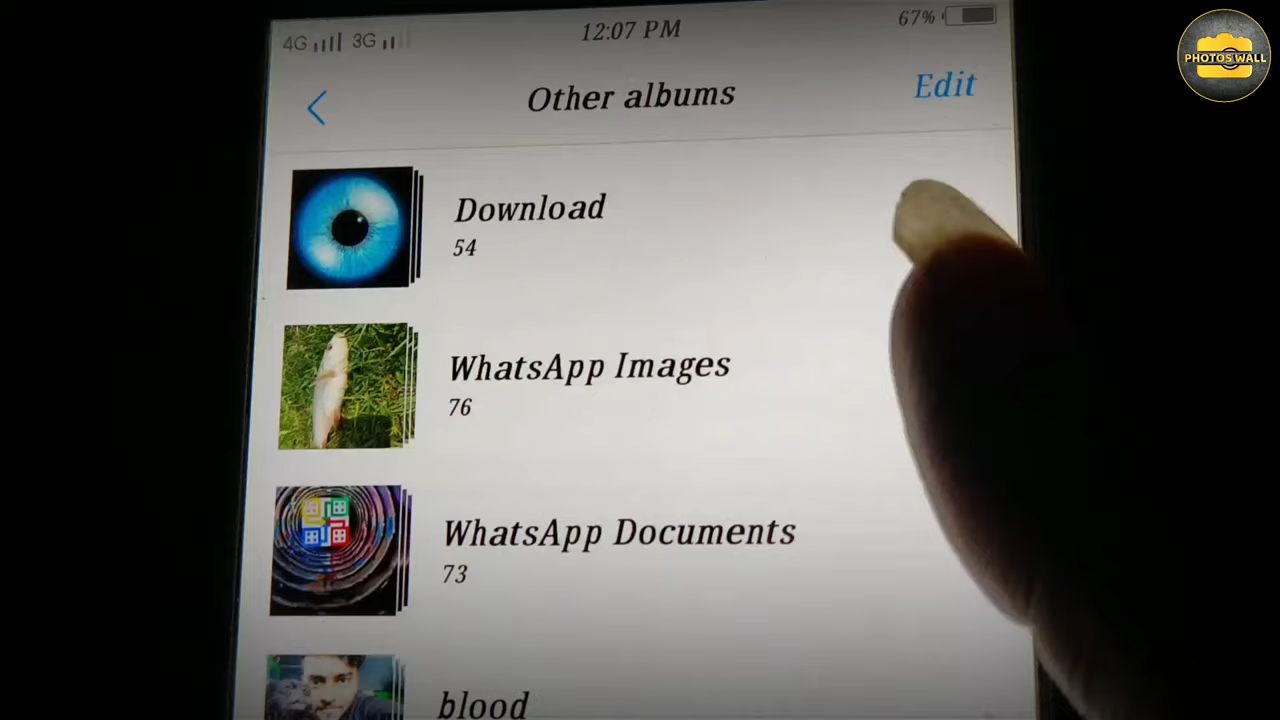 4G 3G 12:07 PM 67%
Other albums Edit
Download
54
WhatsApp Images
76
WhatsApp Documents
73
blood
PHOTOS WALL